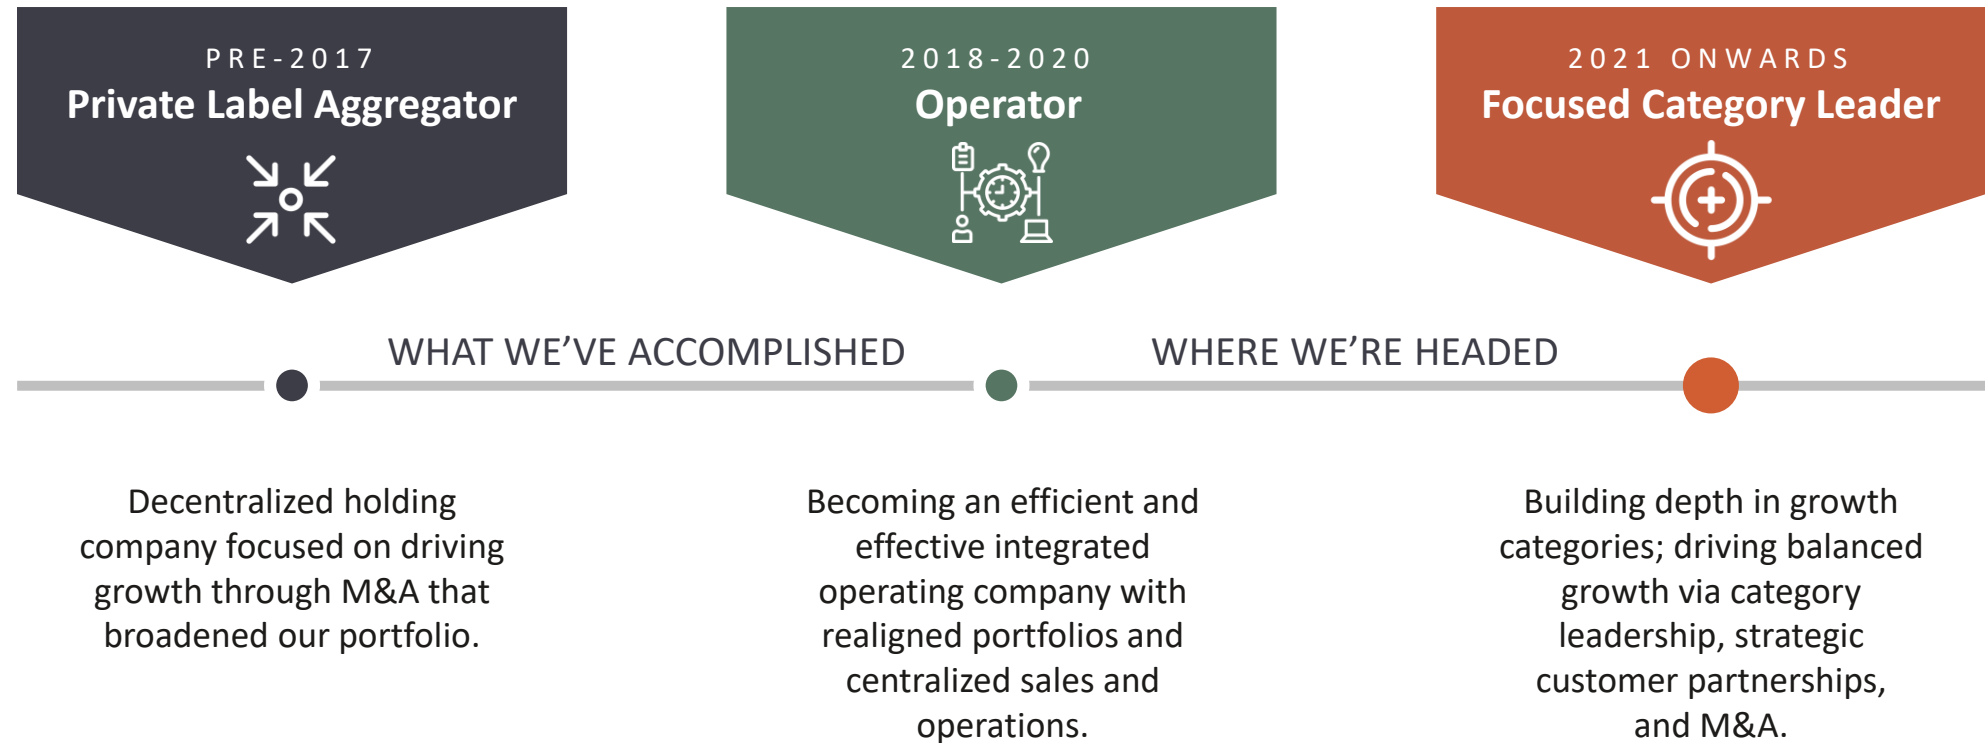 PRE-2017
Private Label Aggregator
2018-2020
Operator
2021 ONWARDS
Focused Category Leader
WHAT WE’VE ACCOMPLISHED
WHERE WE’RE HEADED
Decentralized holding
company focused on driving
growth through M&A that
broadened our portfolio.
Becoming an efficient and
effective integrated
operating company with
realigned portfolios and
centralized sales and
operations.
Building depth in growth
categories; driving balanced
growth via category
leadership, strategic
customer partnerships,
and M&A.